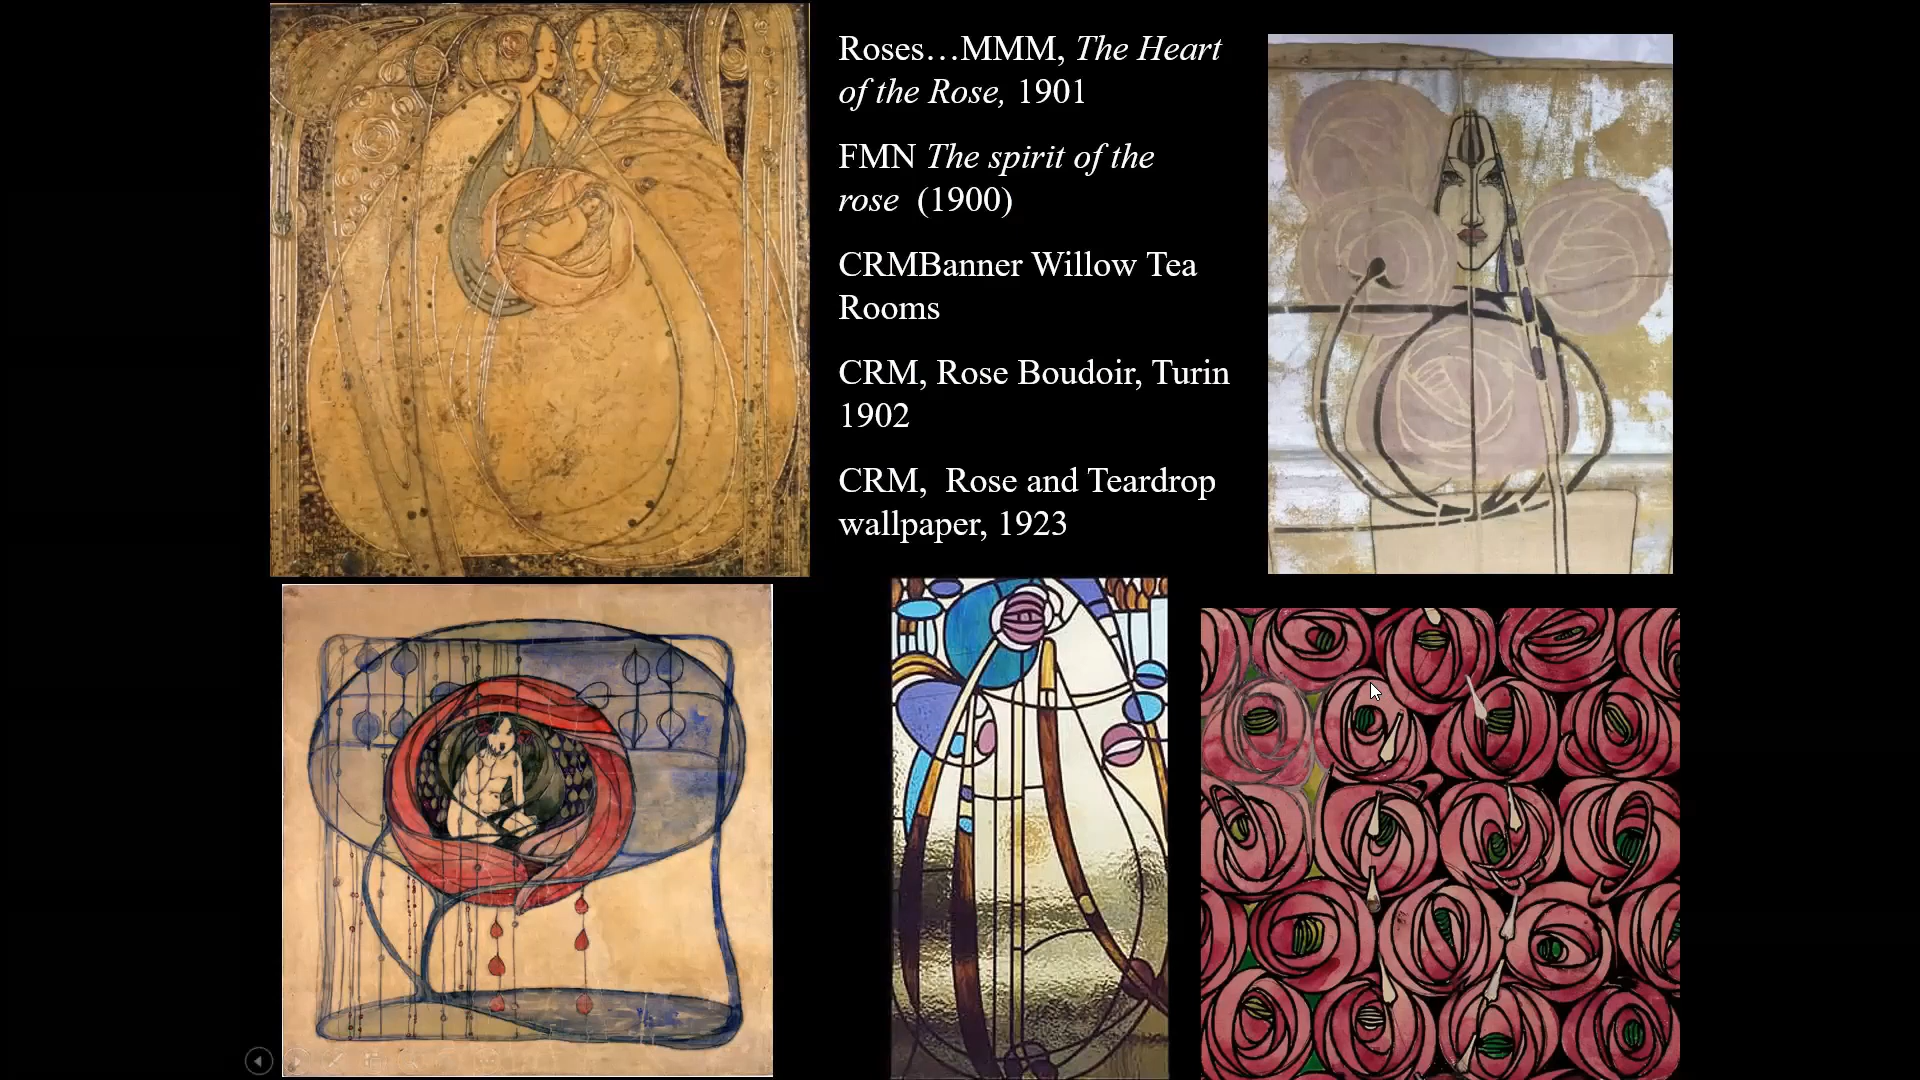 Roses…MMM, The Heart
of the Rose, 1901
FMN The spirit of the
rose (1900)
CRMBanner Willow Tea
Rooms
CRM, Rose Boudoir, Turin
1902
CRM, Rose and Teardrop
wallpaper, 1923